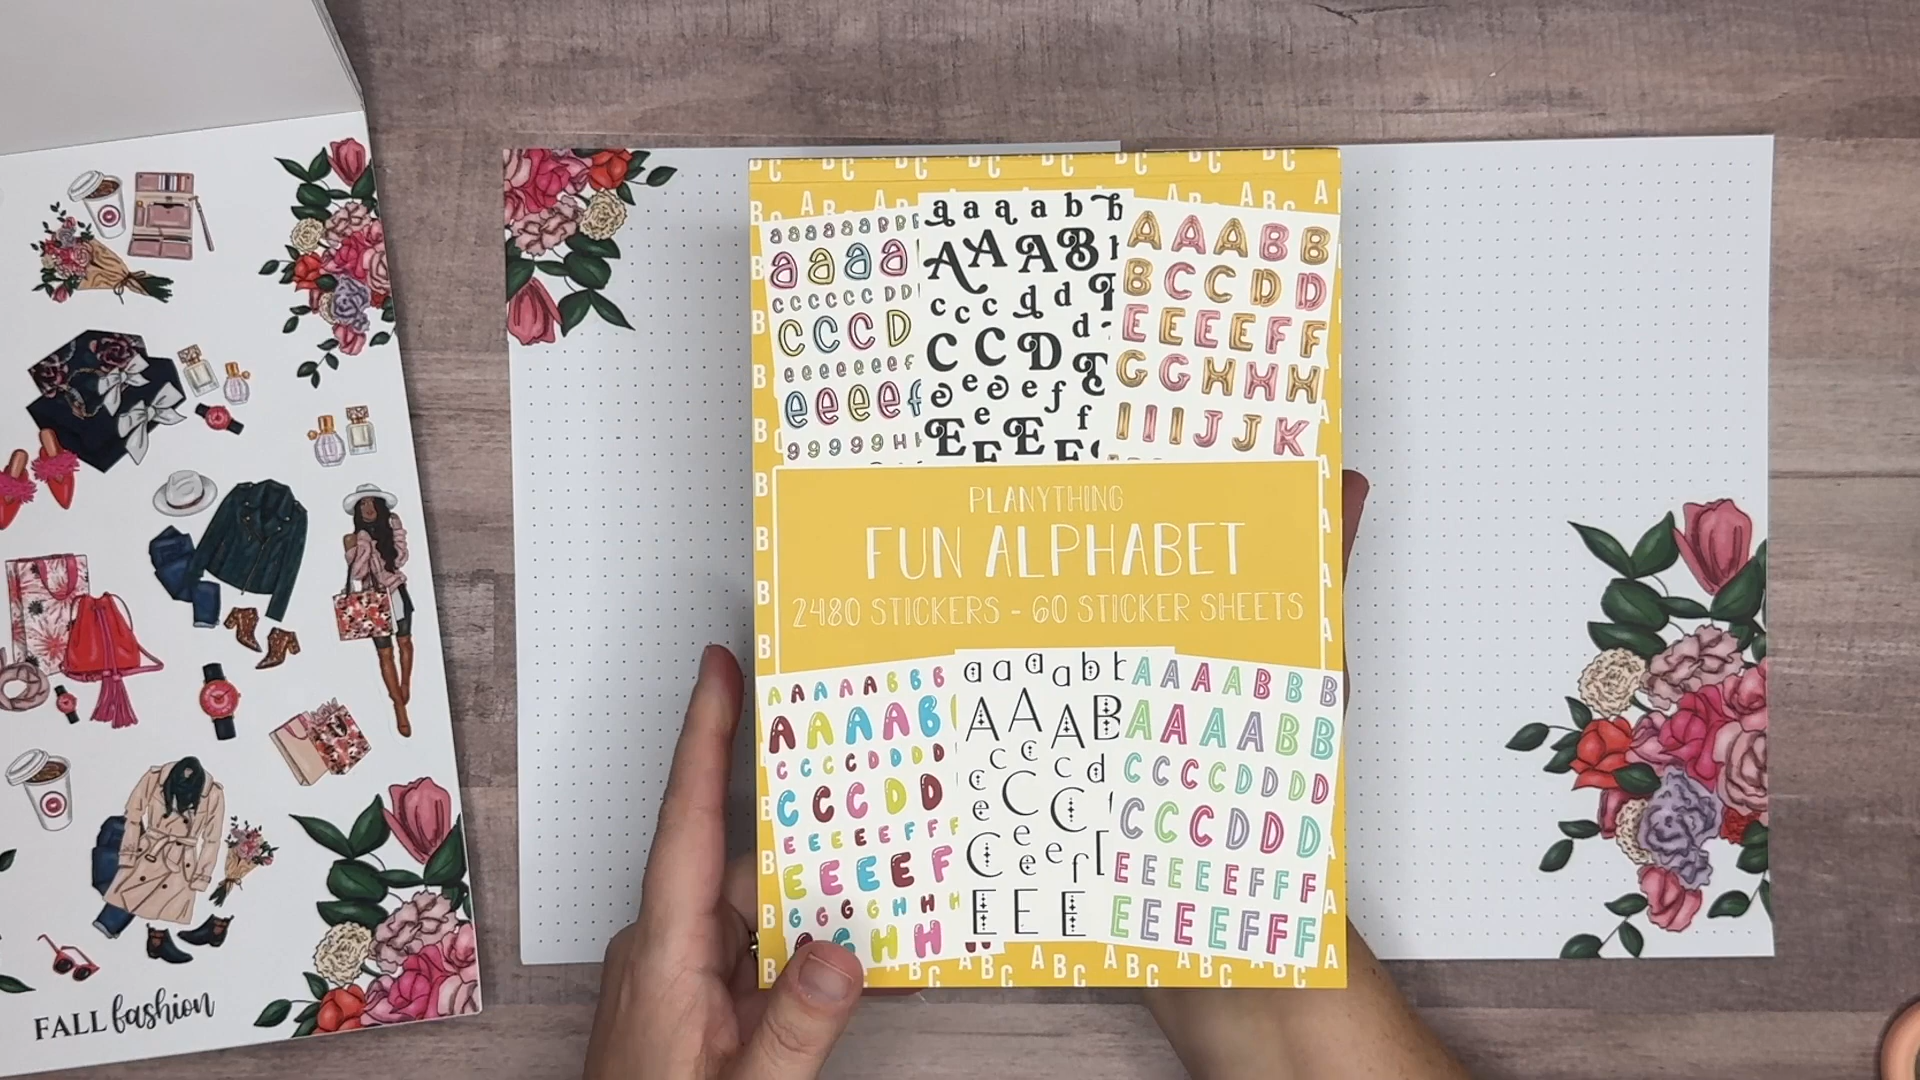 a a a a b b
A A A B
c c c d d
C C D
E E
a a a a
C C C D
e e e e f
A A A B B
B C C D D
E E E E F F
G G H H H
I I I J J K
PLANYTHING
FUN ALPHABET
2480 STICKERS - 60 STICKER SHEETS
A A A A A B B B B
A A A A B
C C C C D D D D
C C C D D
E E E E E F F F
E E E E F
G G G G H H H
H H
a a a a b
A A A B
c c c d
C C
E E E
A A A A B B B
A A A A B B
C C C C D D D D
C C C D D D
E E E E E F F F
E E E E F F F
FALL fashion